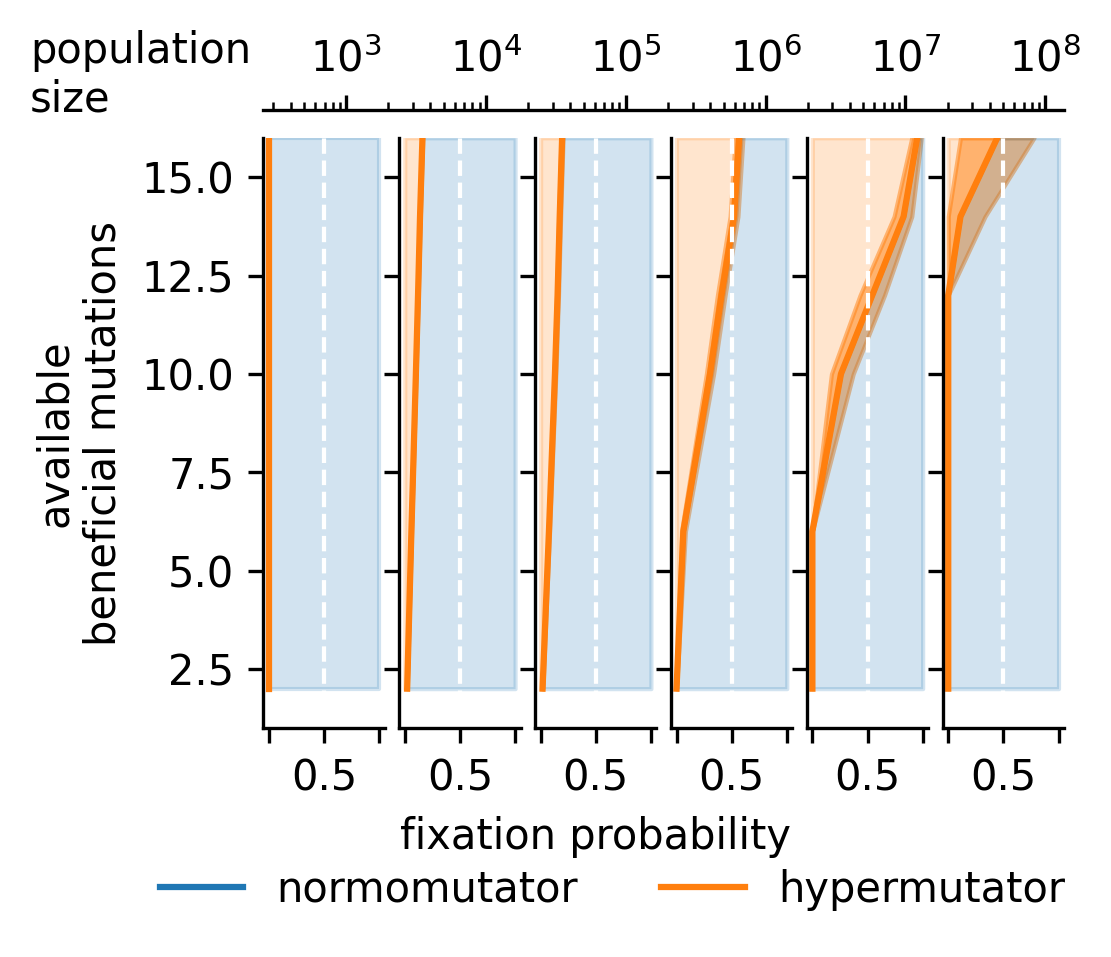 population
size
10³ 10⁴ 10⁵ 10⁶ 10⁷ 10⁸
available
beneficial mutations
15.0
12.5
10.0
7.5
5.0
2.5
0.5 0.5 0.5 0.5 0.5 0.5
fixation probability
normomutator hypermutator